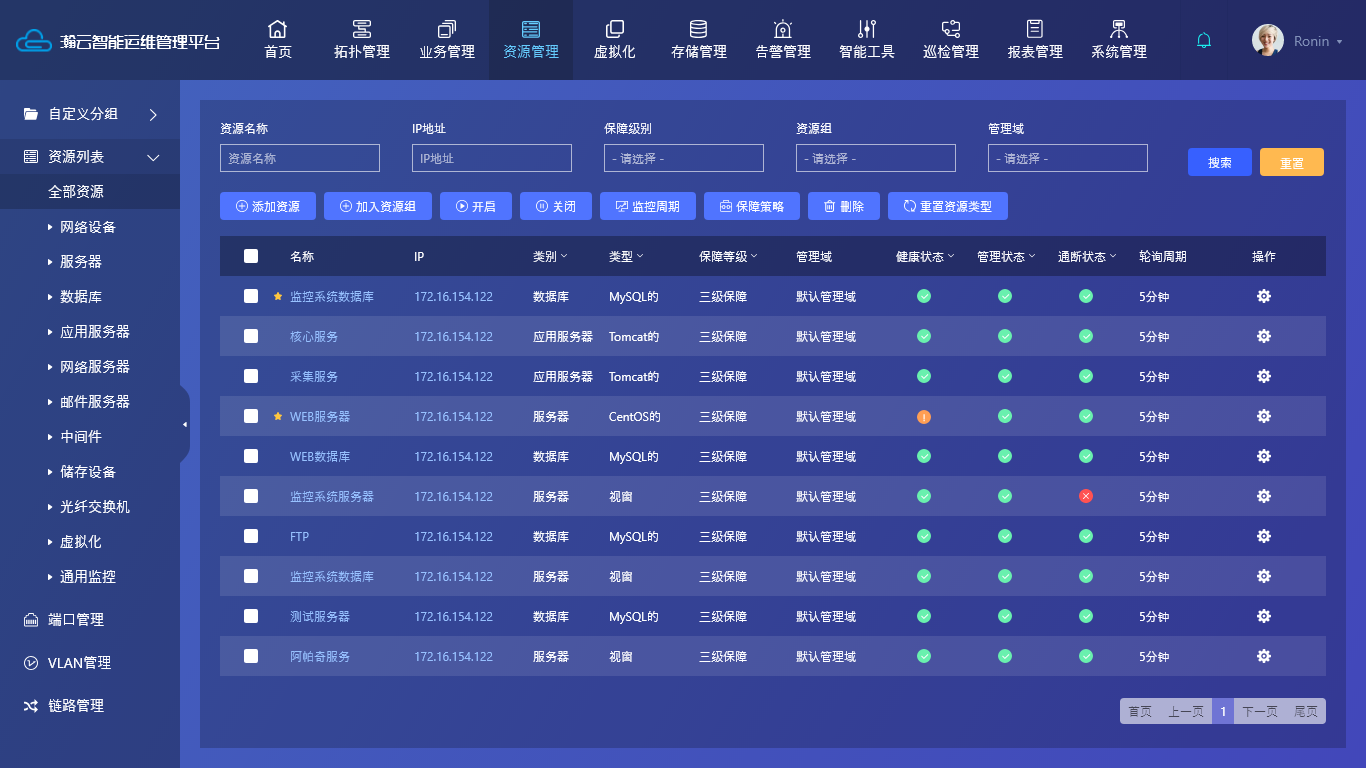 瀚云智能运维管理平台
首页 拓扑管理 业务管理 资源管理 虚拟化 存储管理 告警管理 智能工具 巡检管理 报表管理 系统管理 Ronin
自定义分组
资源列表
全部资源
网络设备
服务器
数据库
应用服务器
网络服务器
邮件服务器
中间件
储存设备
光纤交换机
虚拟化
通用监控
端口管理
VLAN管理
链路管理
资源名称 IP地址 保障级别 资源组 管理域
资源名称 IP地址 - 请选择 - - 请选择 - - 请选择 - 搜索 重置
添加资源 加入资源组 开启 关闭 监控周期 保障策略 删除 重置资源类型
名称 IP 类别 类型 保障等级 管理域 健康状态 管理状态 通断状态 轮询周期 操作
监控系统数据库 172.16.154.122 数据库 MySQL的 三级保障 默认管理域 5分钟
核心服务 172.16.154.122 应用服务器 Tomcat的 三级保障 默认管理域 5分钟
采集服务 172.16.154.122 应用服务器 Tomcat的 三级保障 默认管理域 5分钟
WEB服务器 172.16.154.122 服务器 CentOS的 三级保障 默认管理域 5分钟
WEB数据库 172.16.154.122 数据库 MySQL的 三级保障 默认管理域 5分钟
监控系统服务器 172.16.154.122 服务器 视窗 三级保障 默认管理域 5分钟
FTP 172.16.154.122 数据库 MySQL的 三级保障 默认管理域 5分钟
监控系统数据库 172.16.154.122 服务器 视窗 三级保障 默认管理域 5分钟
测试服务器 172.16.154.122 数据库 MySQL的 三级保障 默认管理域 5分钟
阿帕奇服务 172.16.154.122 服务器 视窗 三级保障 默认管理域 5分钟
首页 上一页 1 下一页 尾页